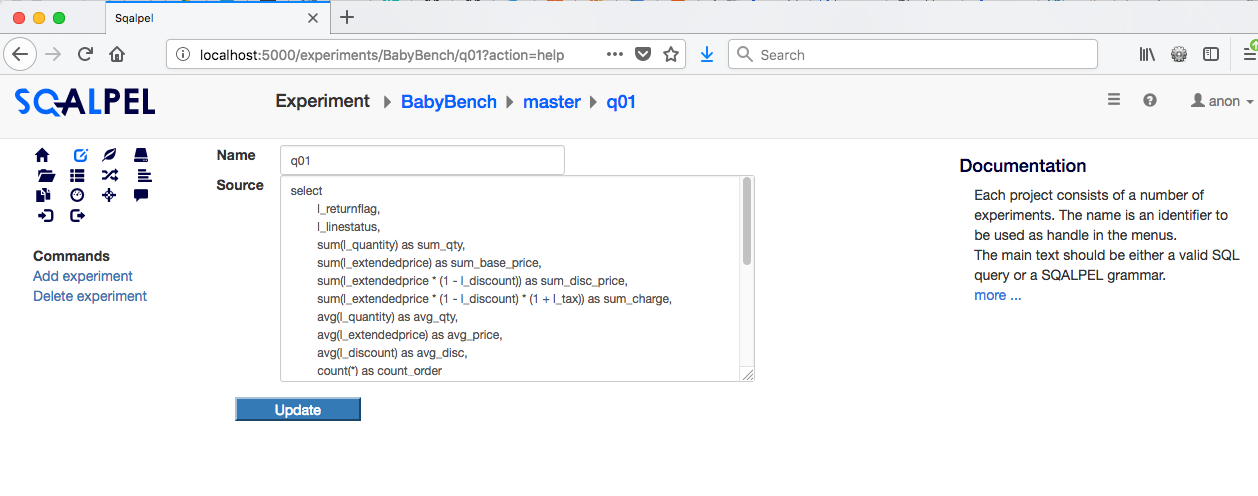 Sqalpel
localhost:5000/experiments/BabyBench/q01?action=help
Search
SQALPEL
Experiment BabyBench master q01
anon
Name
q01
Source
select
l_returnflag,
l_linestatus,
sum(l_quantity) as sum_qty,
sum(l_extendedprice) as sum_base_price,
sum(l_extendedprice * (1 - l_discount)) as sum_disc_price,
sum(l_extendedprice * (1 - l_discount) * (1 + l_tax)) as sum_charge,
avg(l_quantity) as avg_qty,
avg(l_extendedprice) as avg_price,
avg(l_discount) as avg_disc,
count(*) as count_order
Update
Commands
Add experiment
Delete experiment
Documentation
Each project consists of a number of
experiments. The name is an identifier to
be used as handle in the menus.
The main text should be either a valid SQL
query or a SQALPEL grammar.
more ...